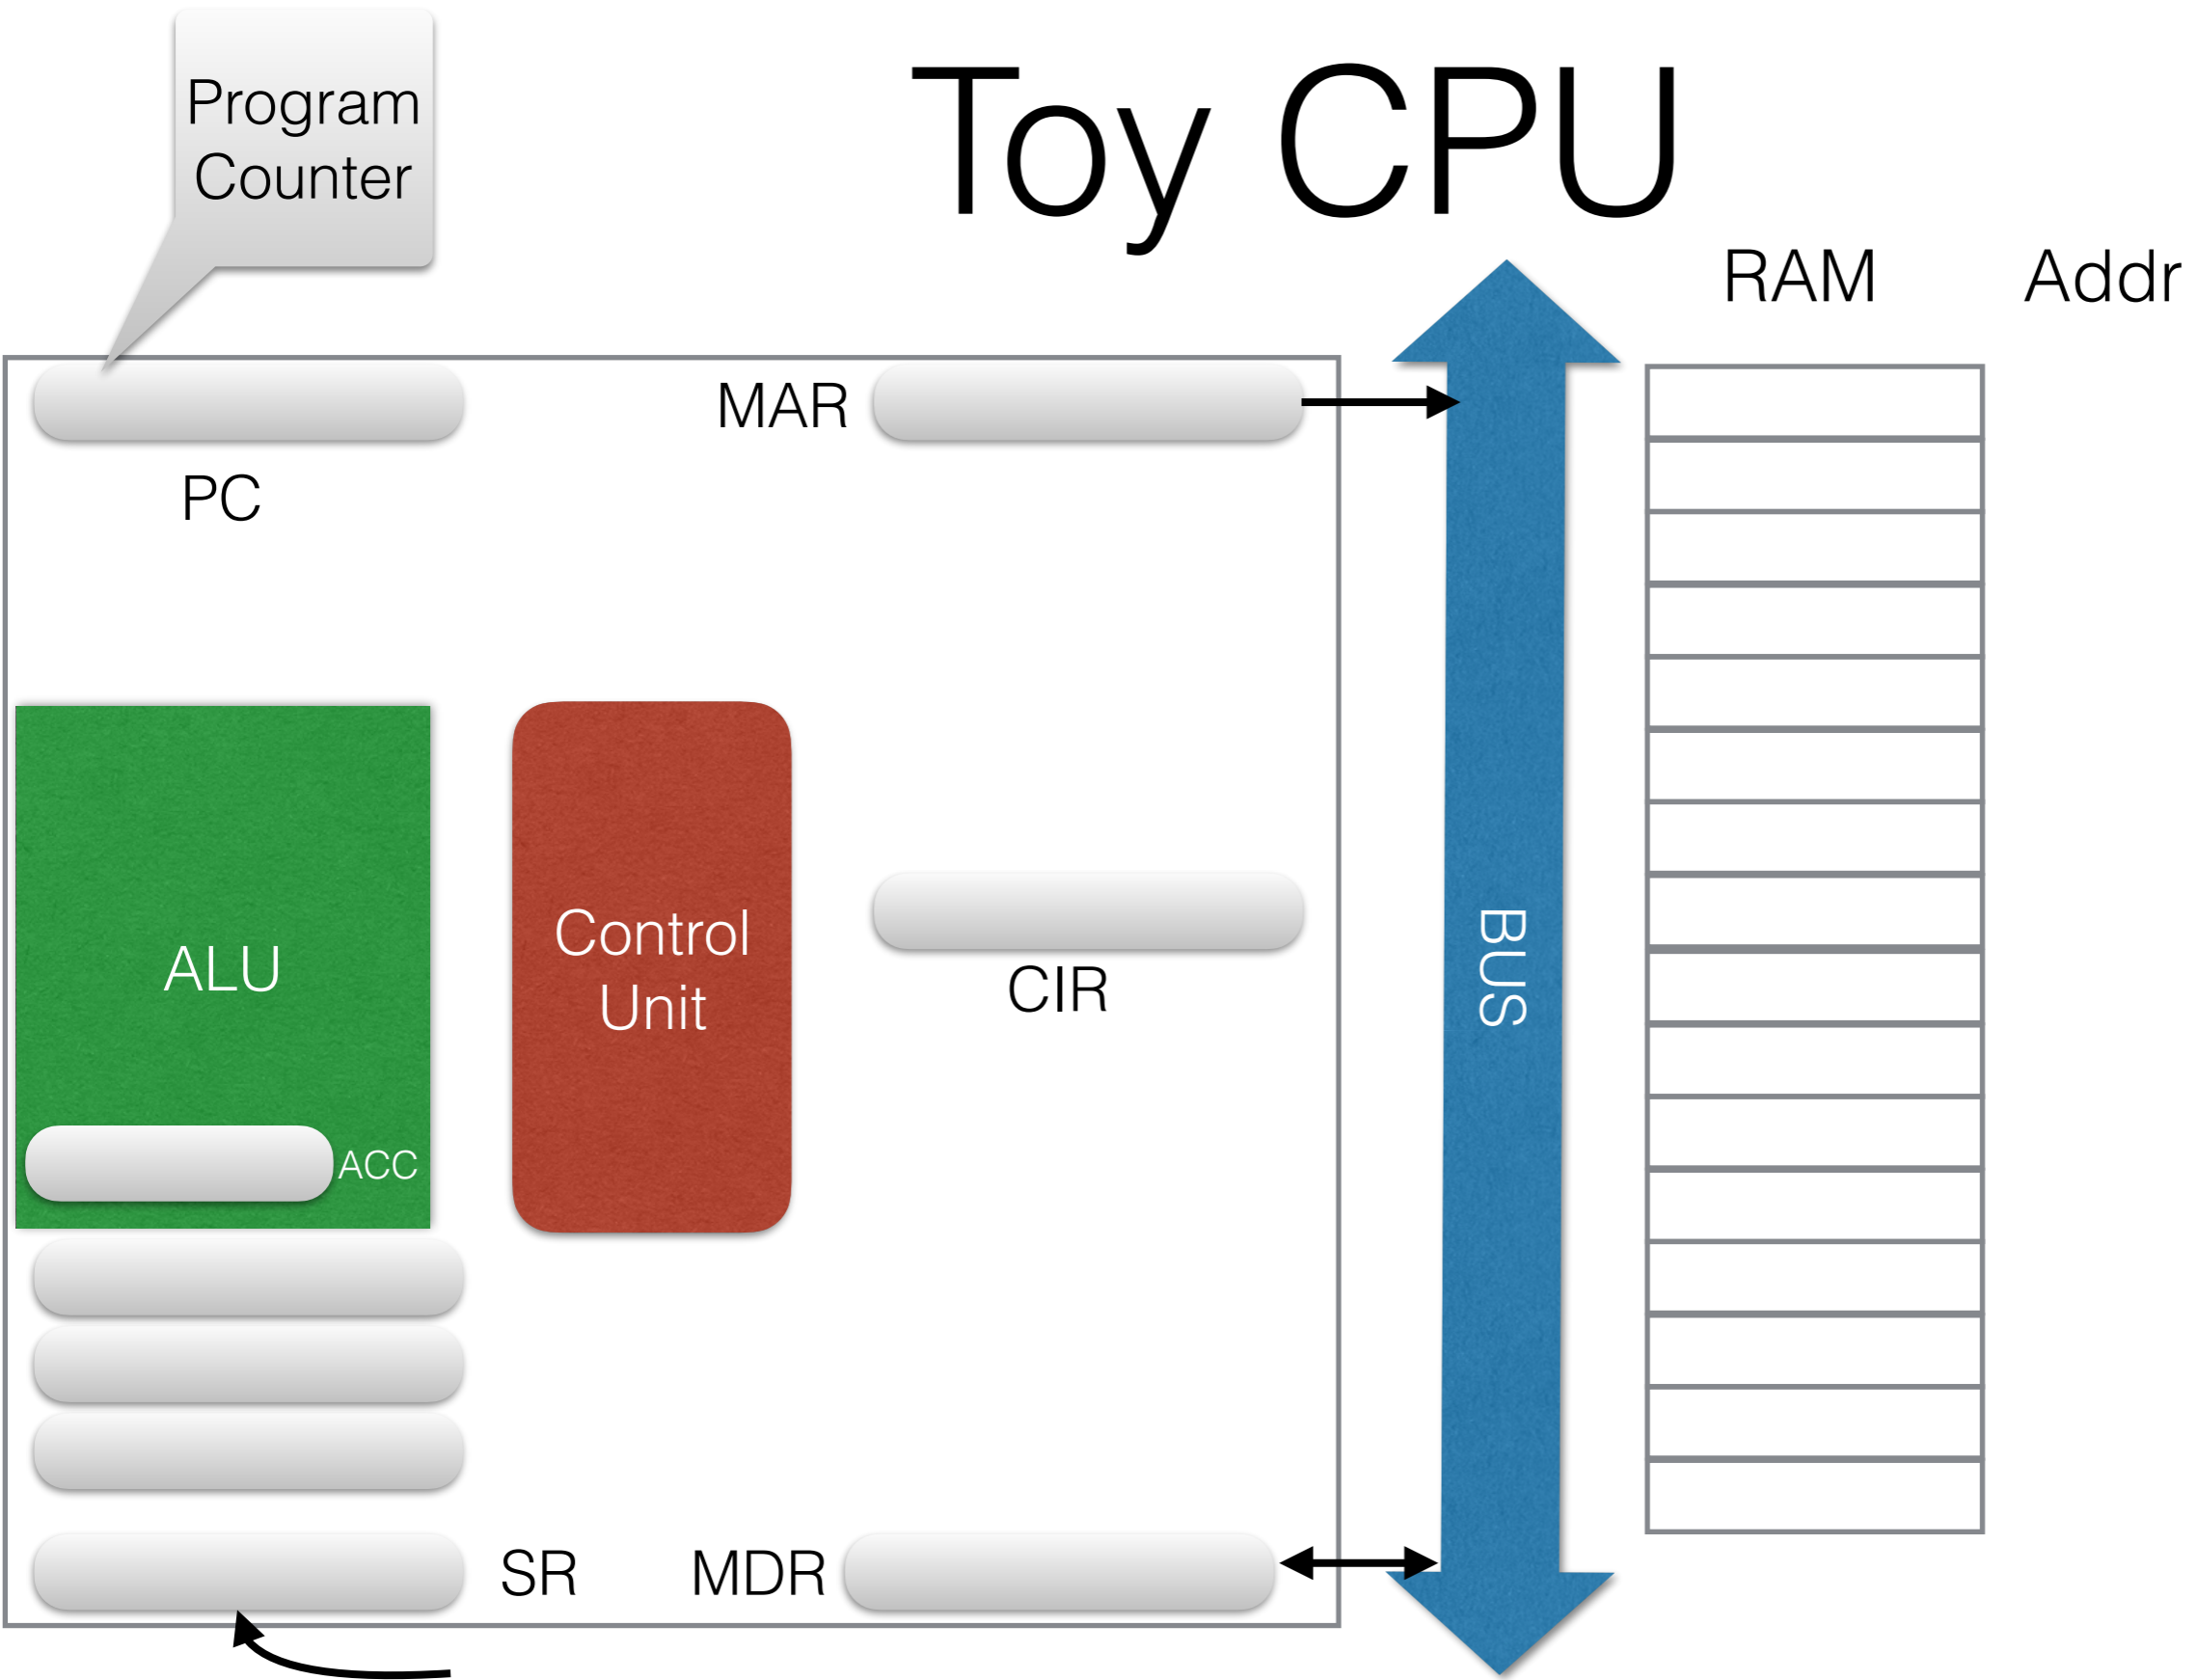 Program
Counter
Toy CPU
RAM
Addr
MAR
PC
ALU
Control
Unit
CIR
BUS
ACC
SR
MDR